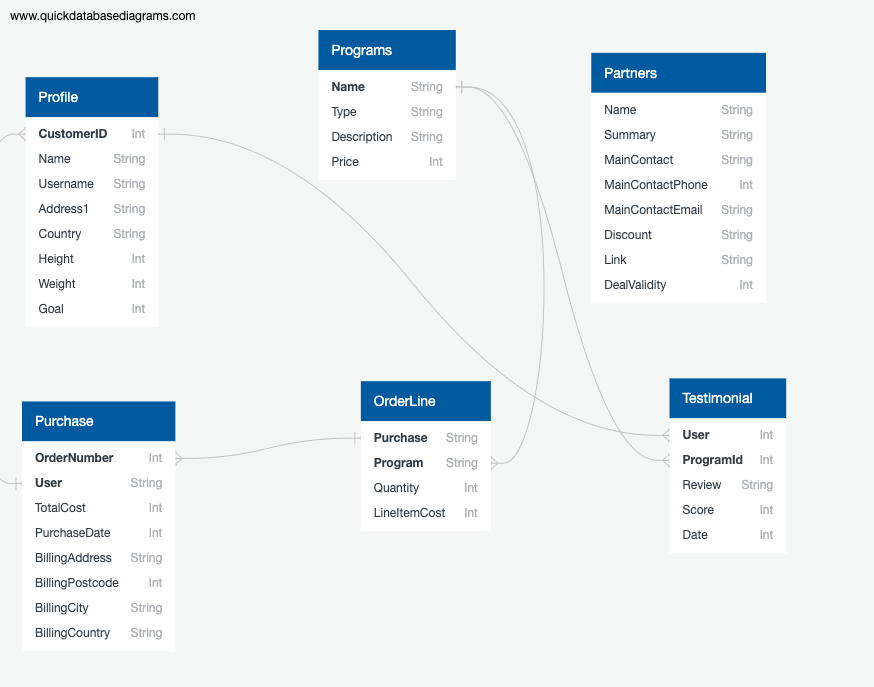 www.quickdatabasediagrams.com
Profile
CustomerID Int
Name String
Username String
Address1 String
Country String
Height Int
Weight Int
Goal Int
Programs
Name String
Type String
Description String
Price Int
Partners
Name String
Summary String
MainContact String
MainContactPhone Int
MainContactEmail String
Discount String
Link String
DealValidity Int
Purchase
OrderNumber Int
User String
TotalCost Int
PurchaseDate Int
BillingAddress String
BillingPostcode Int
BillingCity String
BillingCountry String
OrderLine
Purchase String
Program String
Quantity Int
LineItemCost Int
Testimonial
User Int
ProgramId Int
Review String
Score Int
Date Int